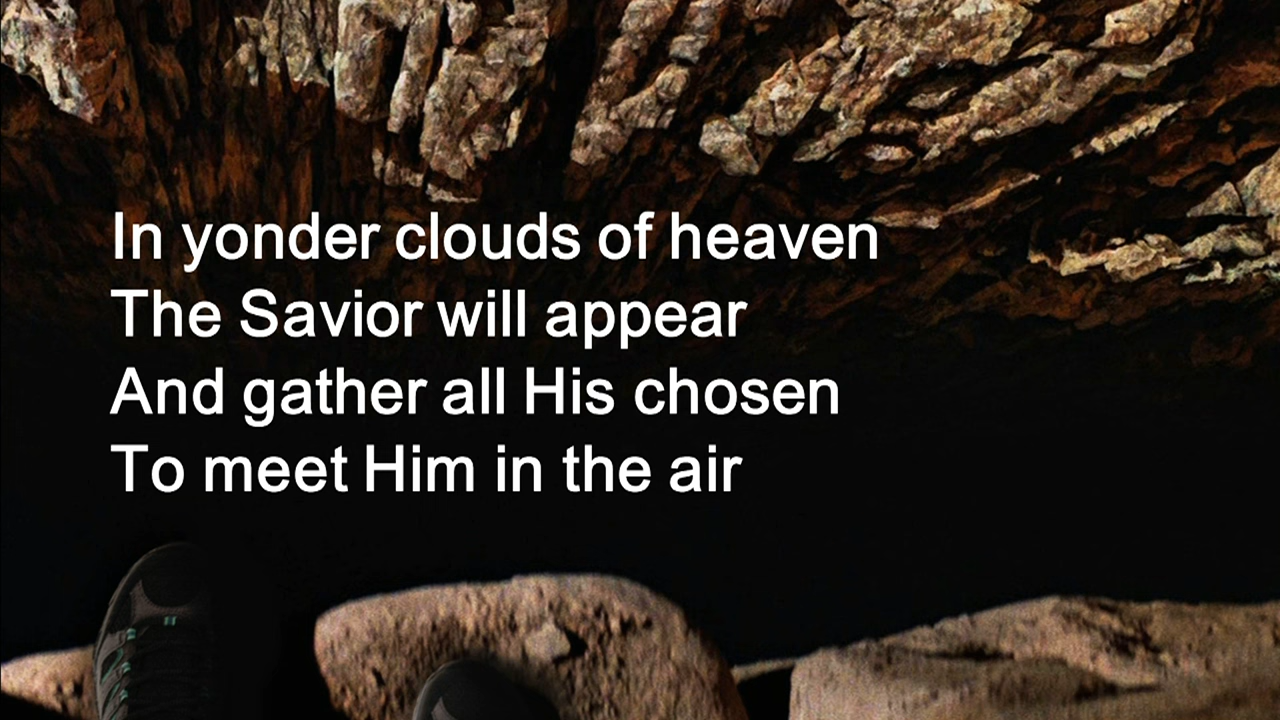 In yonder clouds of heaven
The Savior will appear
And gather all His chosen
To meet Him in the air